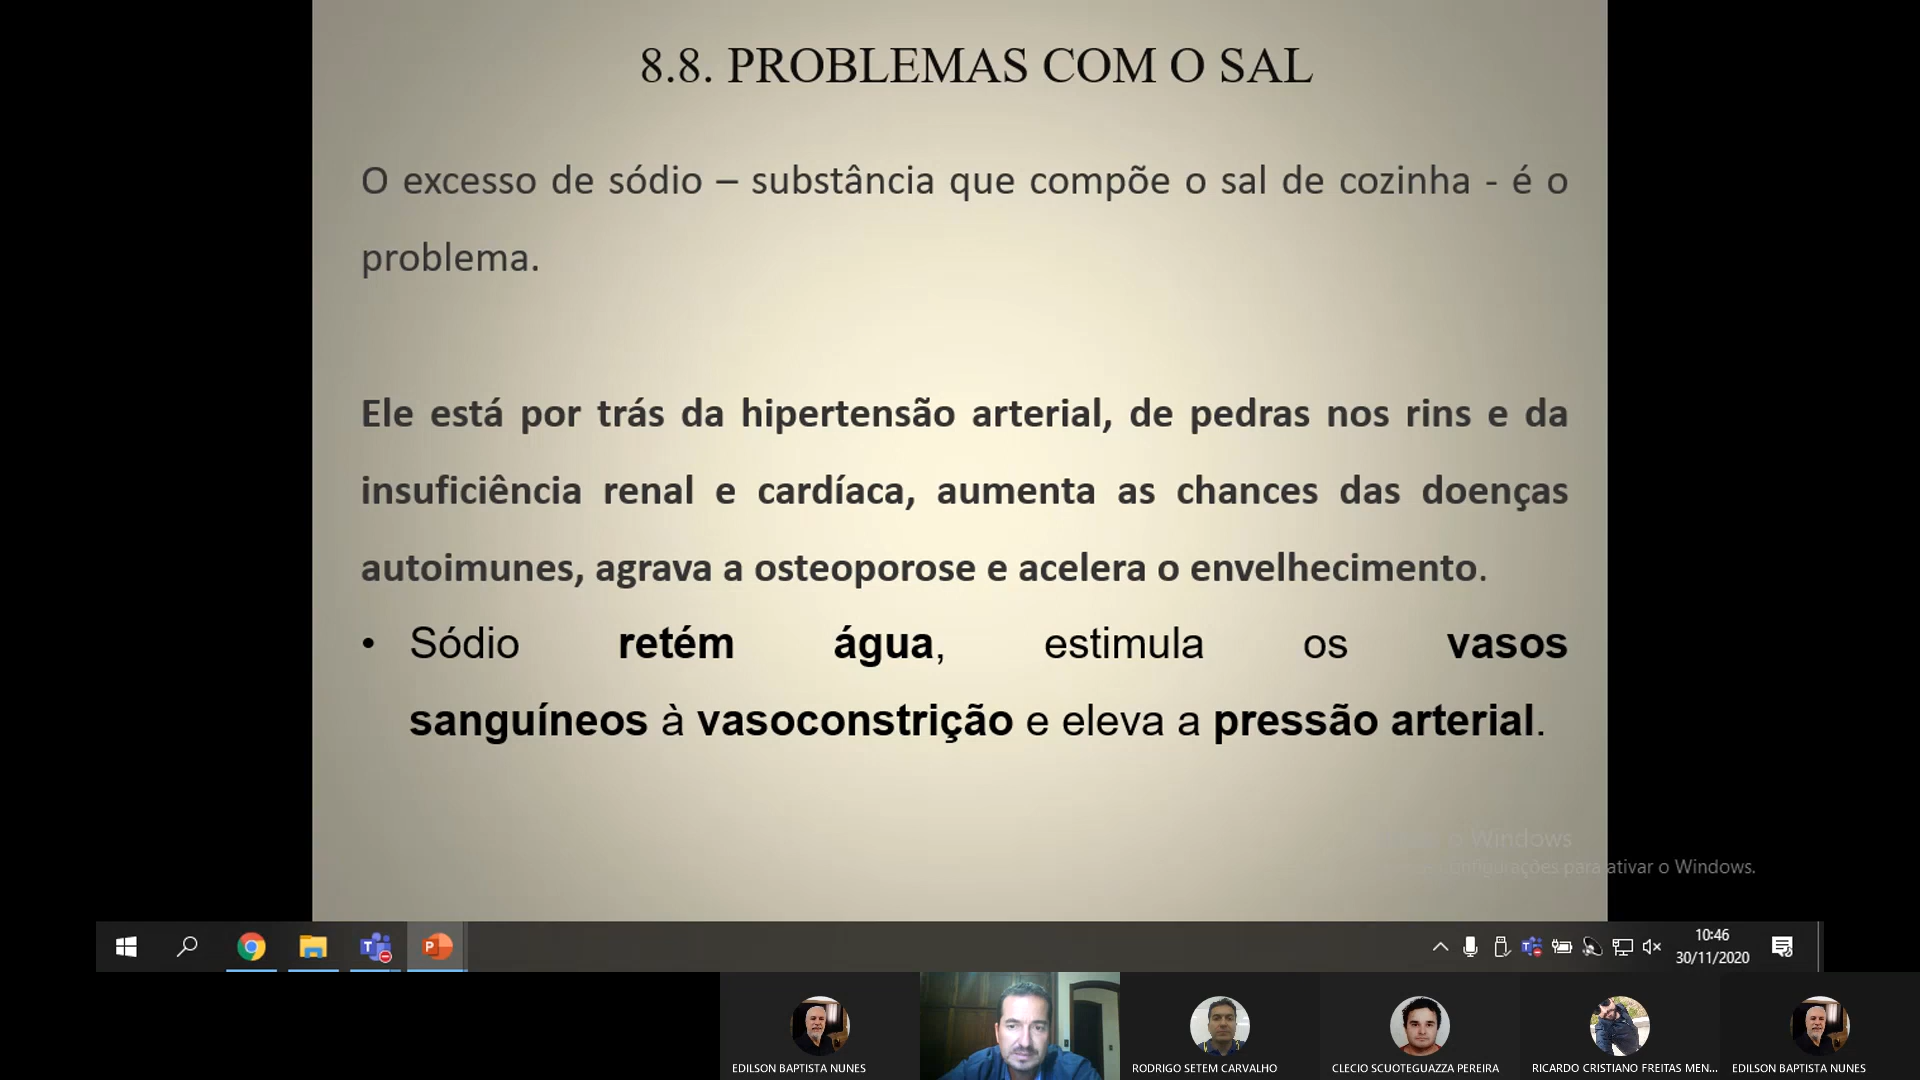 8.8. PROBLEMAS COM O SAL
O excesso de sódio – substância que compõe o sal de cozinha - é o
problema.
Ele está por trás da hipertensão arterial, de pedras nos rins e da
insuficiência renal e cardíaca, aumenta as chances das doenças
autoimunes, agrava a osteoporose e acelera o envelhecimento.
• Sódio retém água, estimula os vasos
sanguíneos à vasoconstrição e eleva a pressão arterial.
o Windows
Configurações para ativar o Windows.
10:46
30/11/2020
EDILSON BAPTISTA NUNES
RODRIGO SETEM CARVALHO
CLECIO SCUOTEGUAZZA PEREIRA
RICARDO CRISTIANO FREITAS MEN...
EDILSON BAPTISTA NUNES